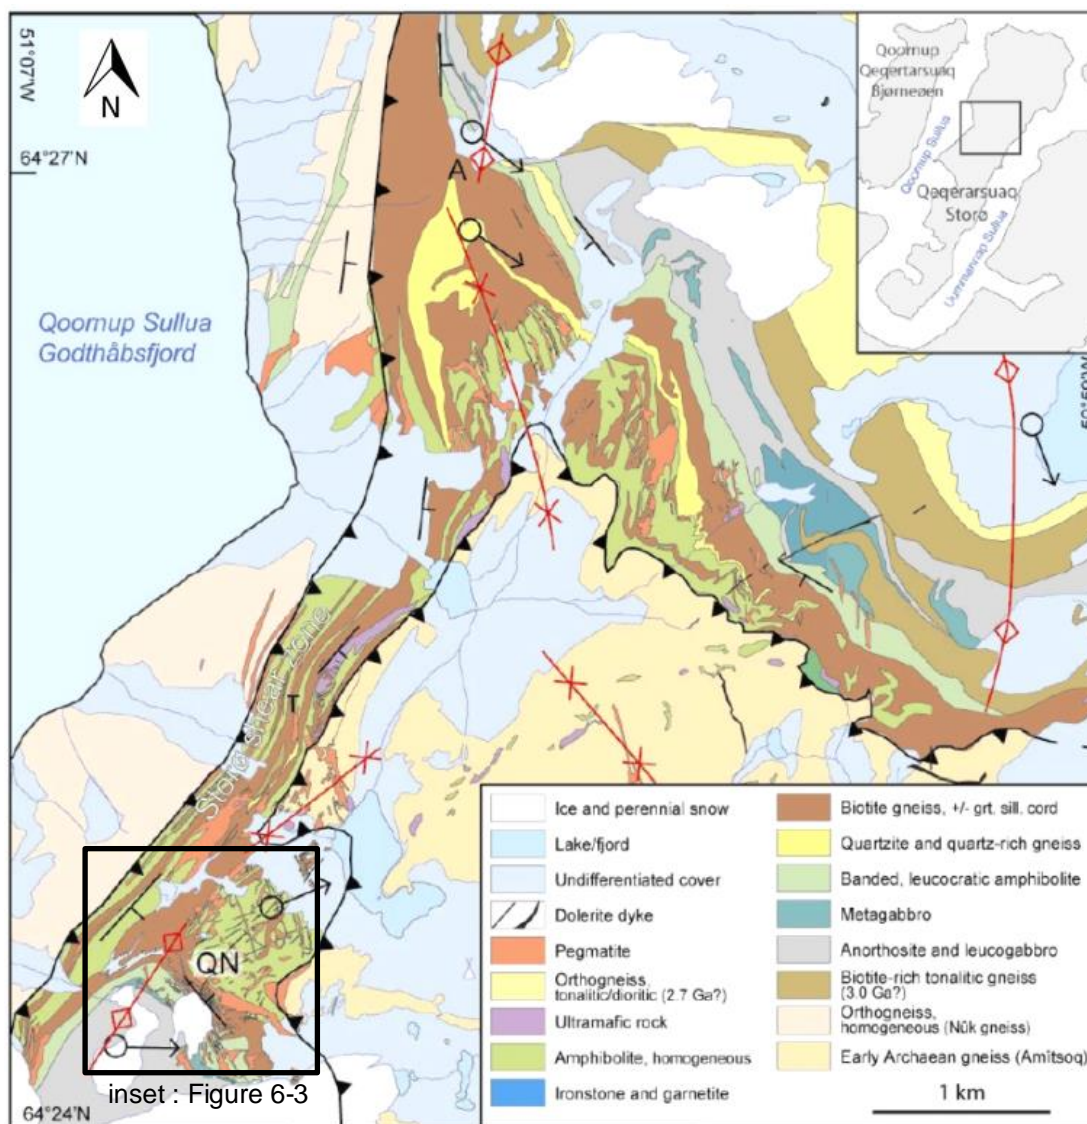 51°07'W
N
64°27'N
Qoornup Sullua
Godthåbsfjord
A
T
Storø shear zone
QN
inset : Figure 6-3
64°24'N
Qoornup
Qeqertarsuaq
Bjørneøen
Qoornup Sullua
Qeqerarsuaq
Storø
Uummannap Sullua
Ice and perennial snow
Lake/fjord
Undifferentiated cover
Dolerite dyke
Pegmatite
Orthogneiss,
tonalitic/dioritic (2.7 Ga?)
Ultramafic rock
Amphibolite, homogeneous
Ironstone and garnetite
Biotite gneiss, +/- grt. sill. cord
Quartzite and quartz-rich gneiss
Banded, leucocratic amphibolite
Metagabbro
Anorthosite and leucogabbro
Biotite-rich tonalitic gneiss
(3.0 Ga?)
Orthogneiss,
homogeneous (Nûk gneiss)
Early Archaean gneiss (Amîtsoq)
1 km